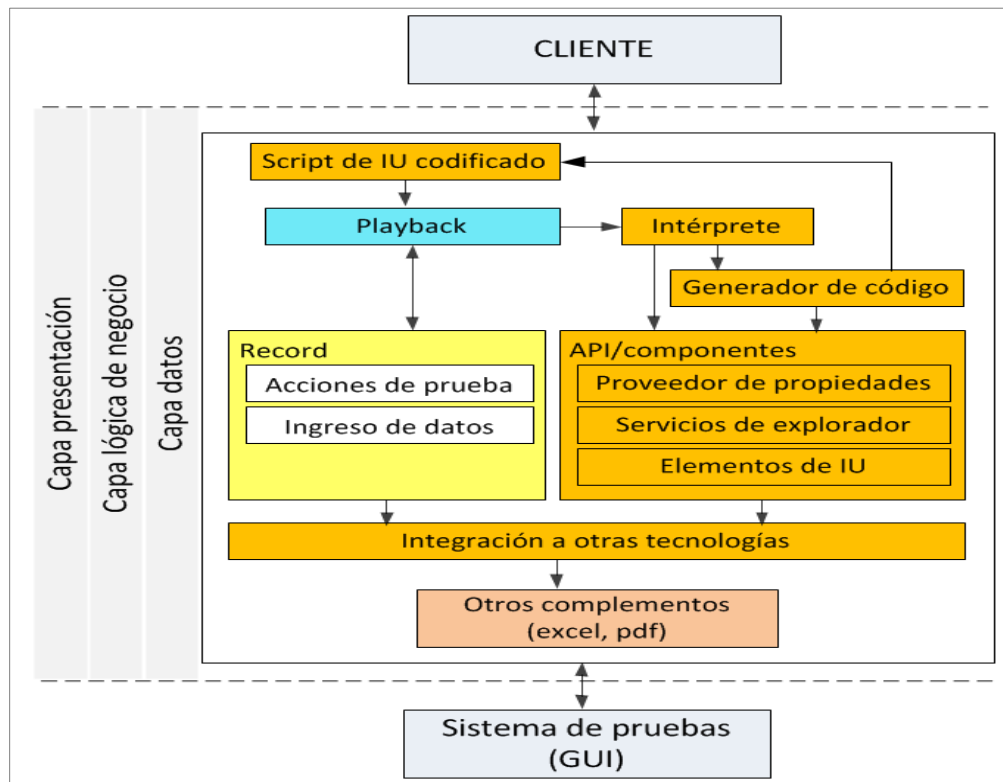 CLIENTE
Capa presentación
Capa lógica de negocio
Capa datos
Script de IU codificado
Playback
Intérprete
Generador de código
Record
Acciones de prueba
Ingreso de datos
API/componentes
Proveedor de propiedades
Servicios de explorador
Elementos de IU
Integración a otras tecnologías
Otros complementos
(excel, pdf)
Sistema de pruebas
(GUI)